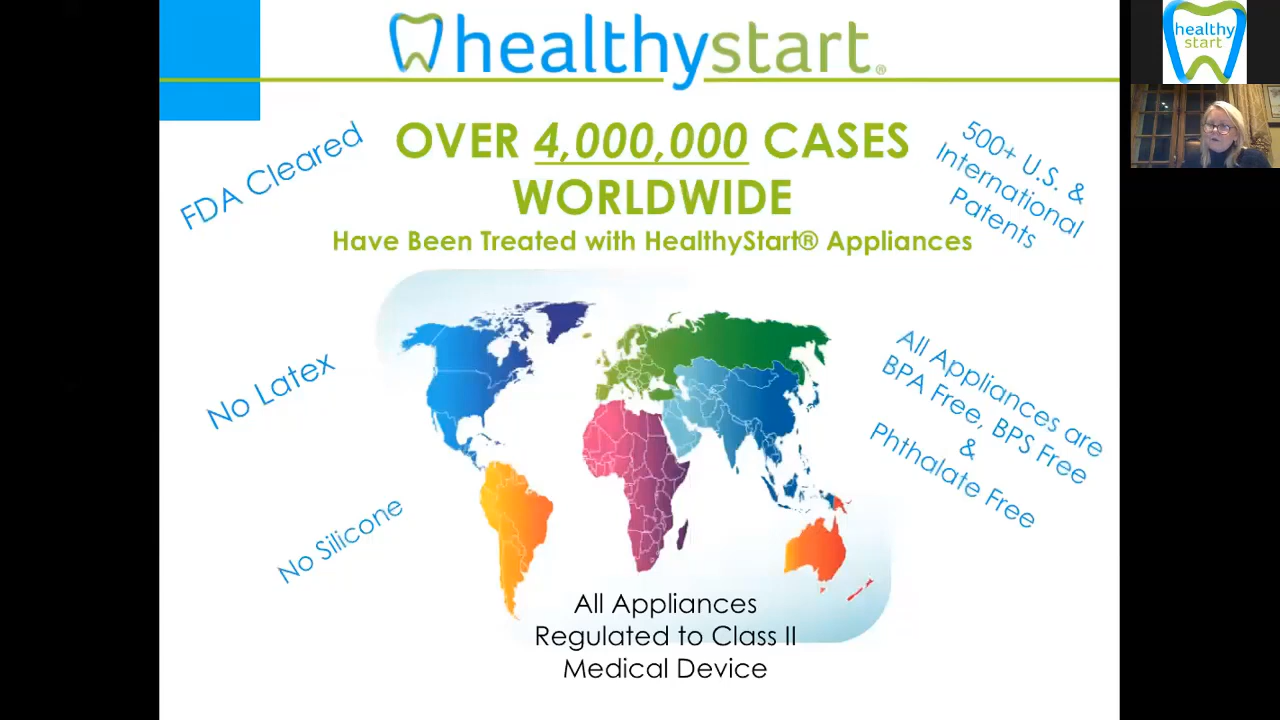 healthystart®
OVER 4,000,000 CASES
WORLDWIDE
Have Been Treated with HealthyStart® Appliances
FDA Cleared
500+ U.S. &
International
Patents
No Latex
All Appliances are
BPA Free, BPS Free
&
Phthalate Free
No Silicone
All Appliances
Regulated to Class II
Medical Device
healthy
start